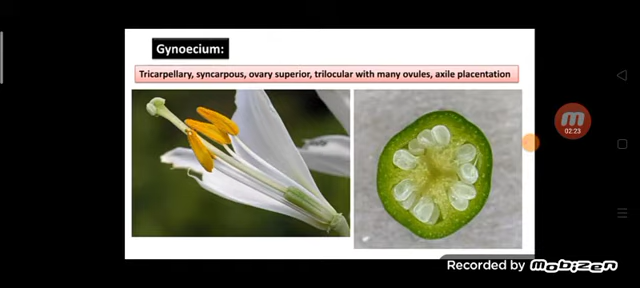 Gynoecium:
Tricarpellary, syncarpous, ovary superior, trilocular with many ovules, axile placentation
02:23
Recorded by mobizen